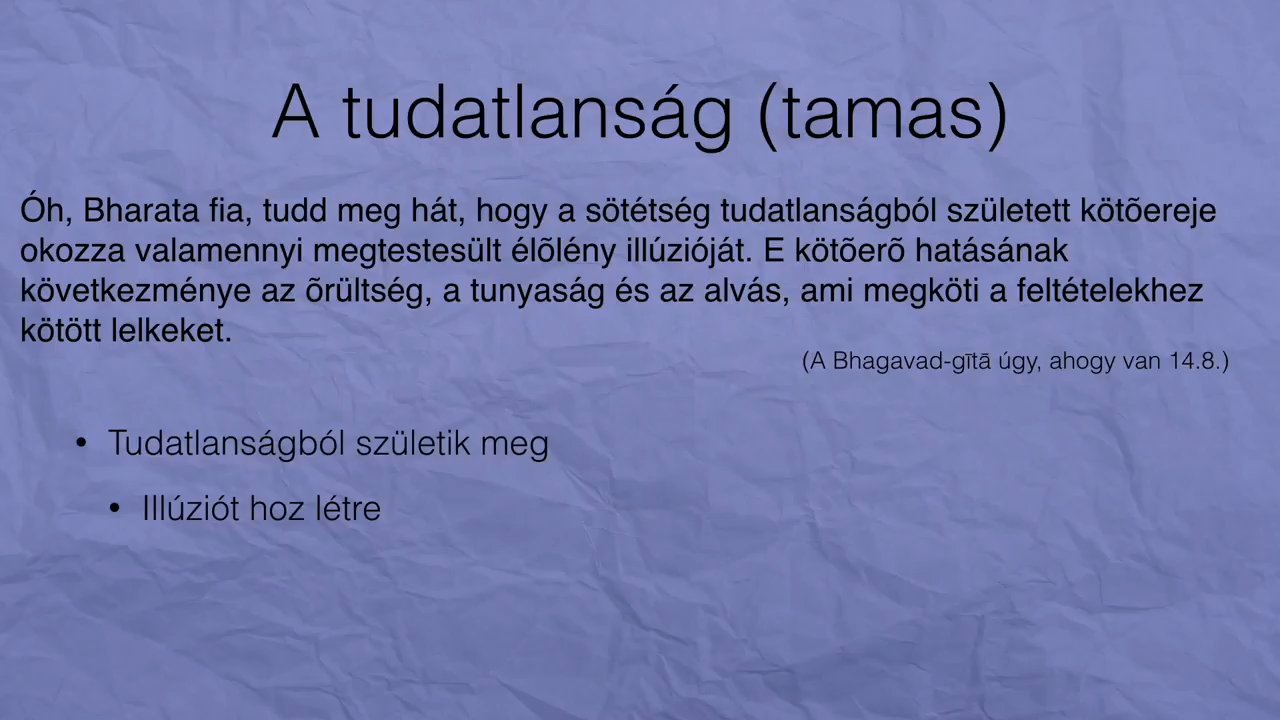 A tudatlanság (tamas)
Óh, Bharata fia, tudd meg hát, hogy a sötétség tudatlanságból született kötõereje
okozza valamennyi megtestesült élõlény illúzióját. E kötõerõ hatásának
következménye az õrültség, a tunyaság és az alvás, ami megköti a feltételekhez
kötött lelkeket.
(A Bhagavad-gītā úgy, ahogy van 14.8.)
• Tudatlanságból születik meg
• Illúziót hoz létre